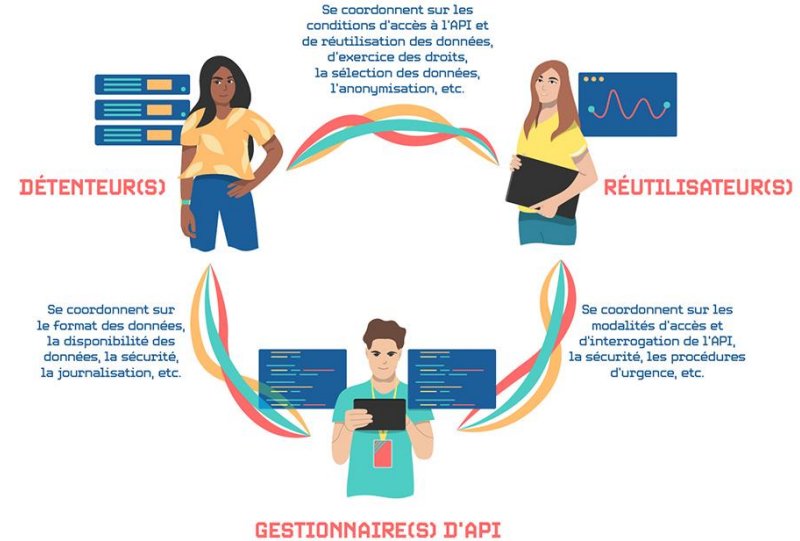 Se coordonnent sur les
conditions d'accès à l'API et
de réutilisation des données,
d'exercice des droits,
la sélection des données,
l'anonymisation, etc.
DÉTENTEUR(S)
RÉUTILISATEUR(S)
Se coordonnent sur
le format des données,
la disponibilité des
données, la sécurité,
la journalisation, etc.
Se coordonnent sur les
modalités d'accès et
d'interrogation de l'API,
la sécurité, les procédures
d'urgence, etc.
GESTIONNAIRE(S) D'API